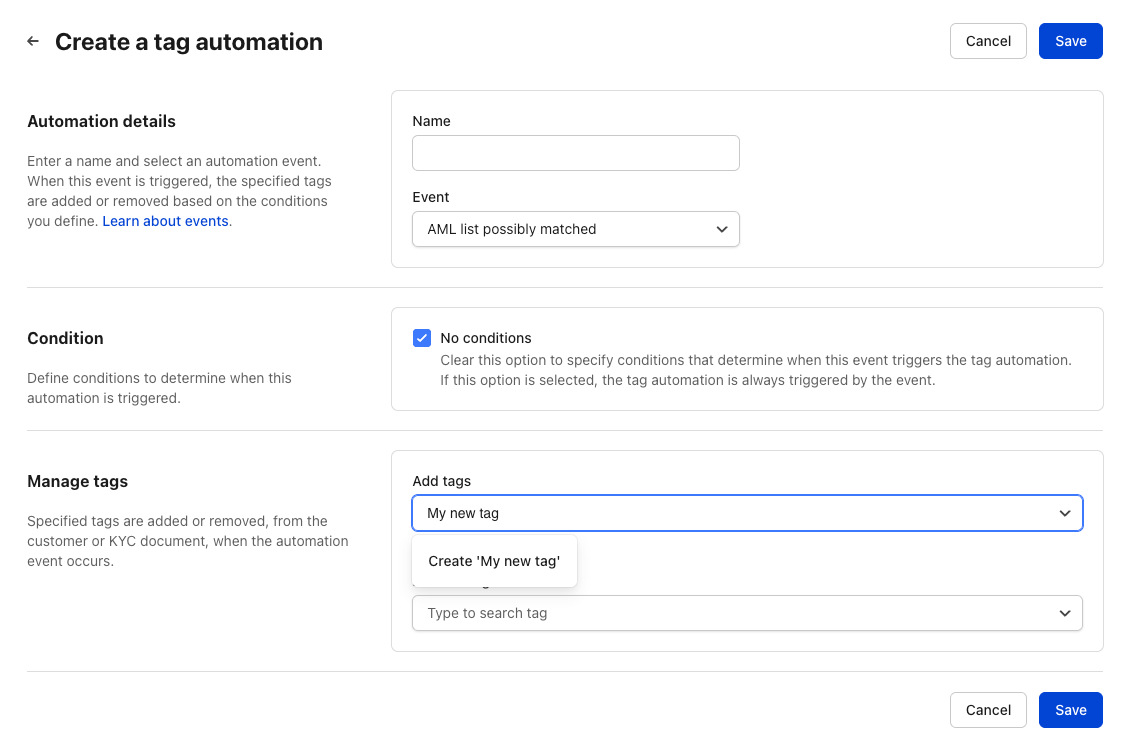 Create a tag automation
Cancel
Save
Automation details
Enter a name and select an automation event.
When this event is triggered, the specified tags
are added or removed based on the conditions
you define. Learn about events.
Name
Event
AML list possibly matched
Condition
Define conditions to determine when this
automation is triggered.
No conditions
Clear this option to specify conditions that determine when this event triggers the tag automation.
If this option is selected, the tag automation is always triggered by the event.
Manage tags
Specified tags are added or removed, from the
customer or KYC document, when the automation
event occurs.
Add tags
My new tag
Create 'My new tag'
Type to search tag
Cancel
Save